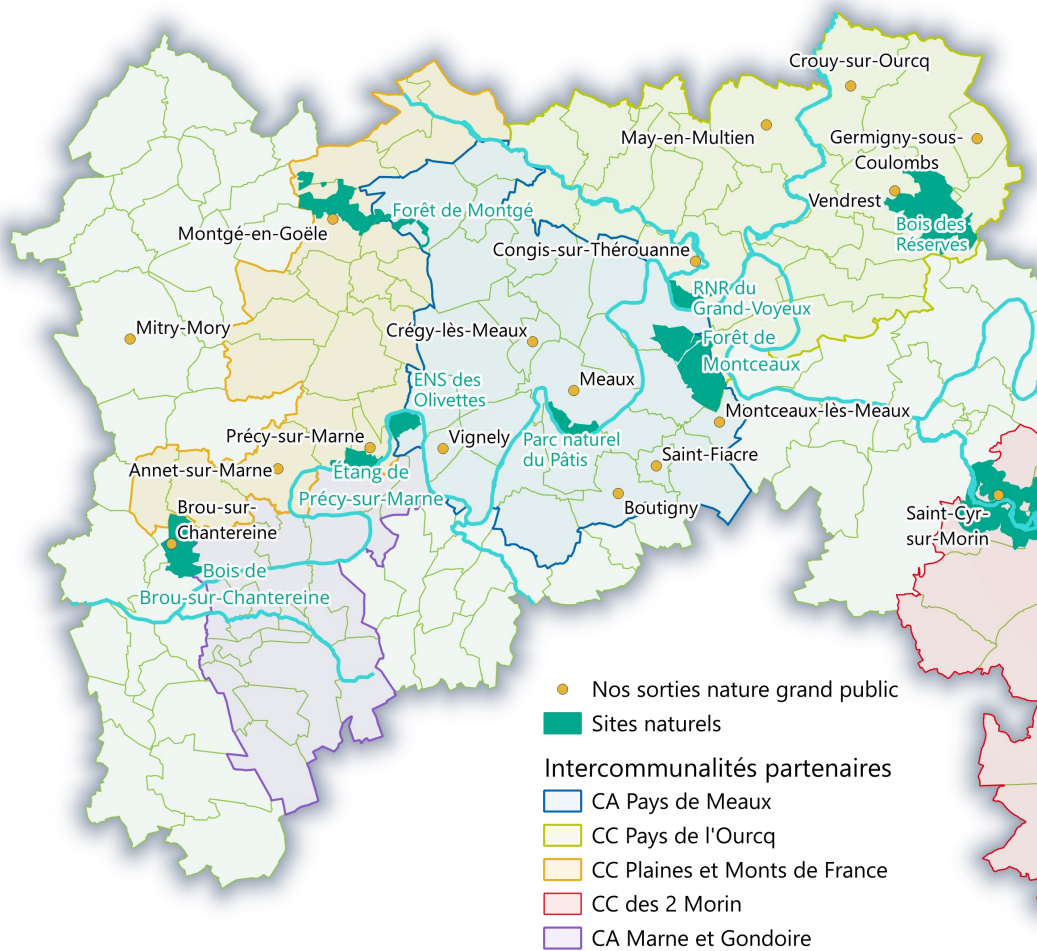 Crouy-sur-Ourcq
May-en-Multien
Germigny-sous-
Coulombs
Vendrest
Bois des
Réserves
Forêt de Montgé
Montgé-en-Goële
Congis-sur-Thérouanne
RNR du
Grand-Voyeux
Mitry-Mory
Crégy-lès-Meaux
Forêt de
Montceaux
ENS des
Olivettes
Meaux
Montceaux-lès-Meaux
Précy-sur-Marne
Vignely
Parc naturel
du Pâtis
Saint-Fiacre
Annet-sur-Marne
Étang de
Précy-sur-Marne
Boutigny
Brou-sur-
Chantereine
Saint-Cyr-
sur-Morin
Bois de
Brou-sur-Chantereine
Nos sorties nature grand public
Sites naturels
Intercommunalités partenaires
CA Pays de Meaux
CC Pays de l'Ourcq
CC Plaines et Monts de France
CC des 2 Morin
CA Marne et Gondoire